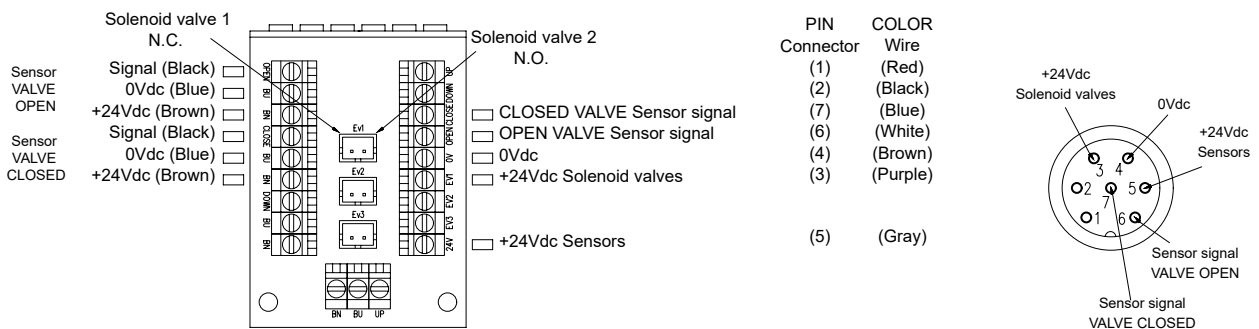 Solenoid valve 1
N.C.
Solenoid valve 2
N.O.
Sensor
VALVE
OPEN
Signal (Black)
0Vdc (Blue)
+24Vdc (Brown)
Sensor
VALVE
CLOSED
Signal (Black)
0Vdc (Blue)
+24Vdc (Brown)
OPEN
BU
BN
CLOSE
BU
BN
DOWN
BU
BN
Ev1
Ev2
Ev3
UP
DOWN
CLOSE
OPEN
0V
EV1
EV2
EV3
24V
BN BU UP
CLOSED VALVE Sensor signal
OPEN VALVE Sensor signal
0Vdc
+24Vdc Solenoid valves
+24Vdc Sensors
PIN COLOR
Connector Wire
(1) (Red)
(2) (Black)
(7) (Blue)
(6) (White)
(4) (Brown)
(3) (Purple)
(5) (Gray)
+24Vdc
Solenoid valves
0Vdc
+24Vdc
Sensors
3 4
2 5
7
1 6
Sensor signal
VALVE OPEN
Sensor signal
VALVE CLOSED